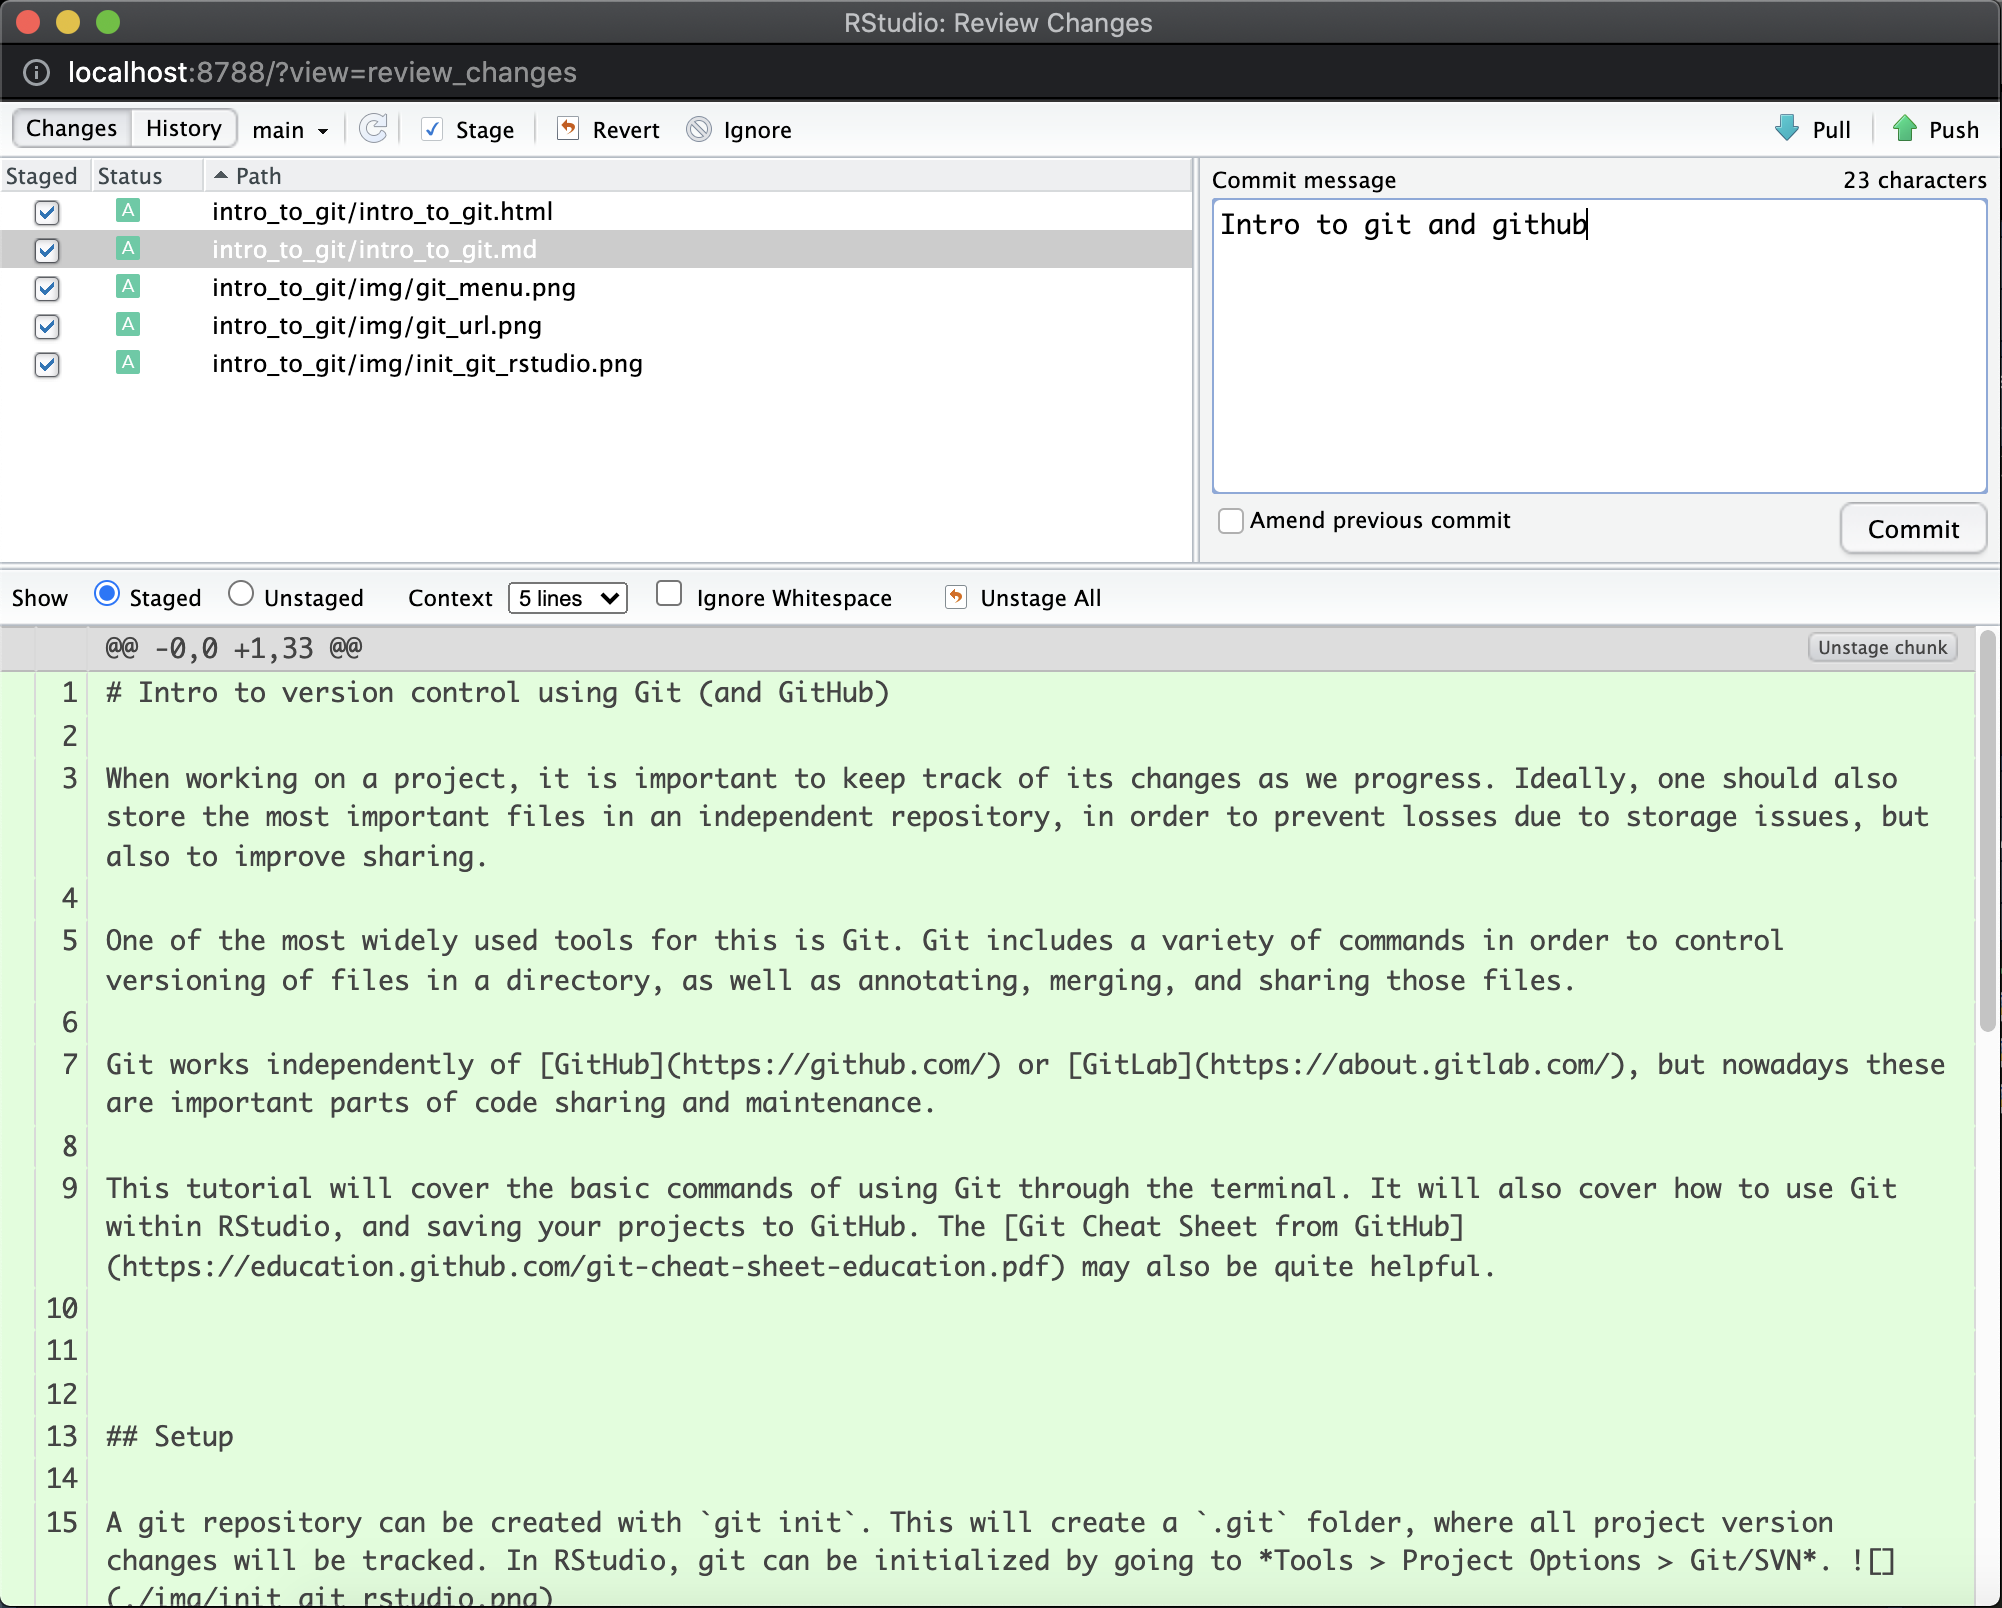 RStudio: Review Changes
localhost:8788/?view=review_changes
Changes History main Stage Revert Ignore Pull Push
Staged Status Path
A intro_to_git/intro_to_git.html
A intro_to_git/intro_to_git.md
A intro_to_git/img/git_menu.png
A intro_to_git/img/git_url.png
A intro_to_git/img/init_git_rstudio.png
Commit message 23 characters
Intro to git and github
Amend previous commit Commit
Show Staged Unstaged Context 5 lines Ignore Whitespace Unstage All
@@ -0,0 +1,33 @@ Unstage chunk
1 # Intro to version control using Git (and GitHub)
2
3 When working on a project, it is important to keep track of its changes as we progress. Ideally, one should also
store the most important files in an independent repository, in order to prevent losses due to storage issues, but
also to improve sharing.
4
5 One of the most widely used tools for this is Git. Git includes a variety of commands in order to control
versioning of files in a directory, as well as annotating, merging, and sharing those files.
6
7 Git works independently of [GitHub](https://github.com/) or [GitLab](https://about.gitlab.com/), but nowadays these
are important parts of code sharing and maintenance.
8
9 This tutorial will cover the basic commands of using Git through the terminal. It will also cover how to use Git
within RStudio, and saving your projects to GitHub. The [Git Cheat Sheet from GitHub]
(https://education.github.com/git-cheat-sheet-education.pdf) may also be quite helpful.
10
11
12
13 ## Setup
14
15 A git repository can be created with `git init`. This will create a `.git` folder, where all project version
changes will be tracked. In RStudio, git can be initialized by going to *Tools > Project Options > Git/SVN*. ![]
(./img/init_git_rstudio.png)